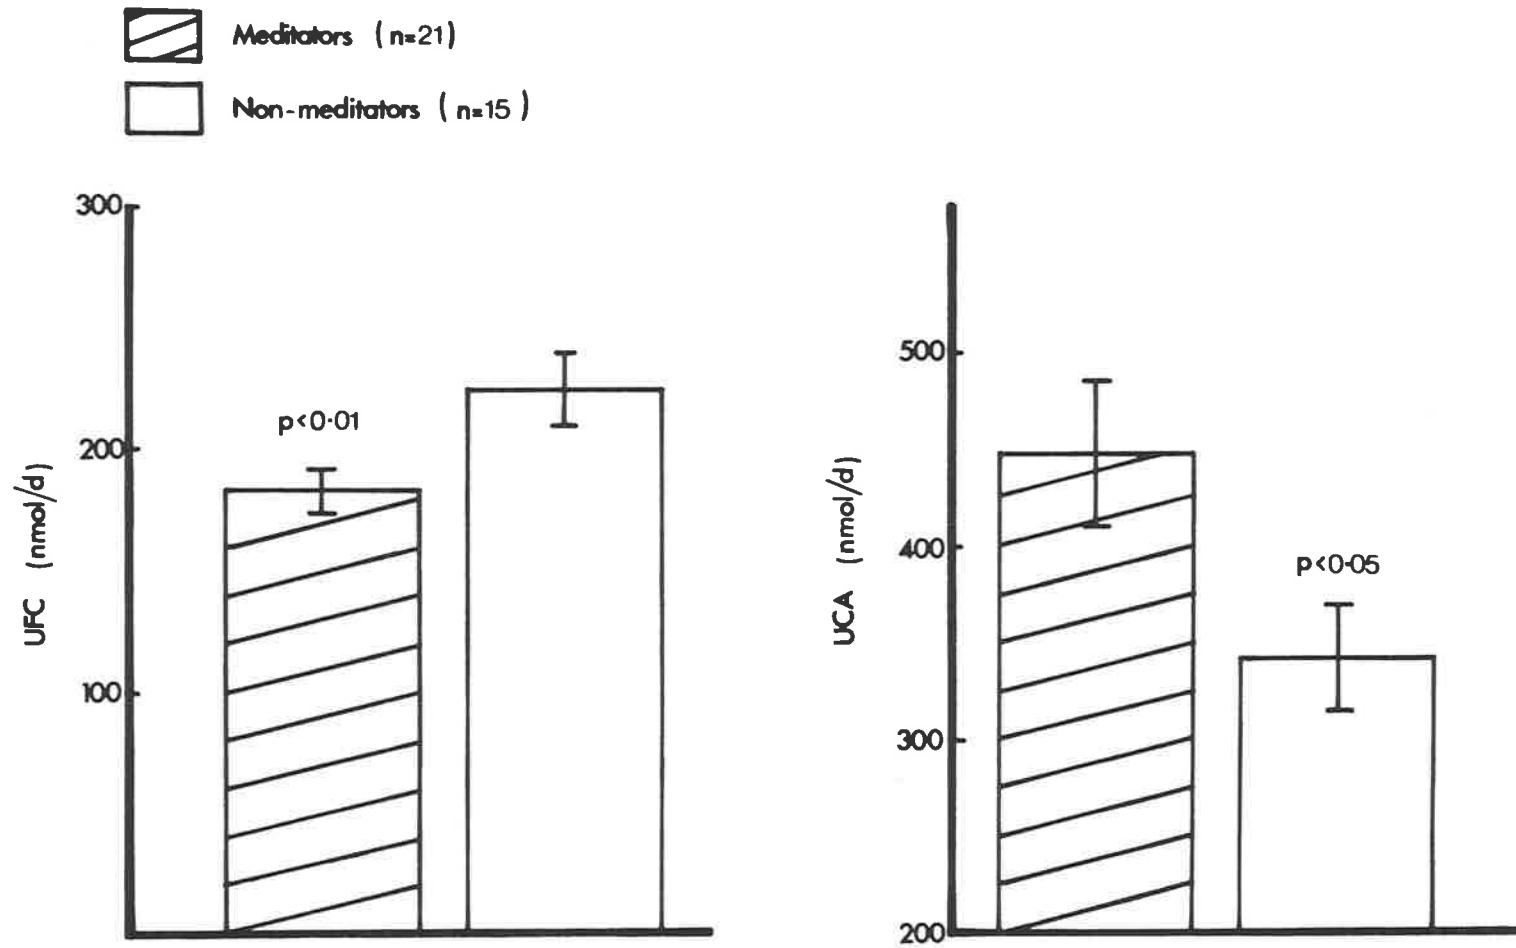 Meditators (n=21)
Non-meditators (n=15)
300
200
100
UFC (nmol/d)
p<0·01
500
400
300
200
UCA (nmol/d)
p<0·05